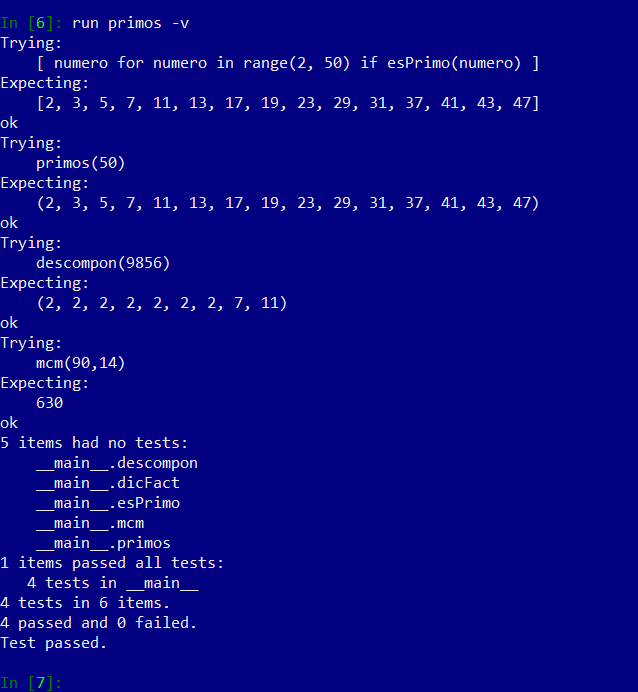 In [6]: run primos -v
Trying:
    [ numero for numero in range(2, 50) if esPrimo(numero) ]
Expecting:
    [2, 3, 5, 7, 11, 13, 17, 19, 23, 29, 31, 37, 41, 43, 47]
ok
Trying:
    primos(50)
Expecting:
    (2, 3, 5, 7, 11, 13, 17, 19, 23, 29, 31, 37, 41, 43, 47)
ok
Trying:
    descompon(9856)
Expecting:
    (2, 2, 2, 2, 2, 2, 2, 7, 11)
ok
Trying:
    mcm(90,14)
Expecting:
    630
ok
5 items had no tests:
    __main__.descompon
    __main__.dicFact
    __main__.esPrimo
    __main__.mcm
    __main__.primos
1 items passed all tests:
   4 tests in __main__
4 tests in 6 items.
4 passed and 0 failed.
Test passed.
In [7]: